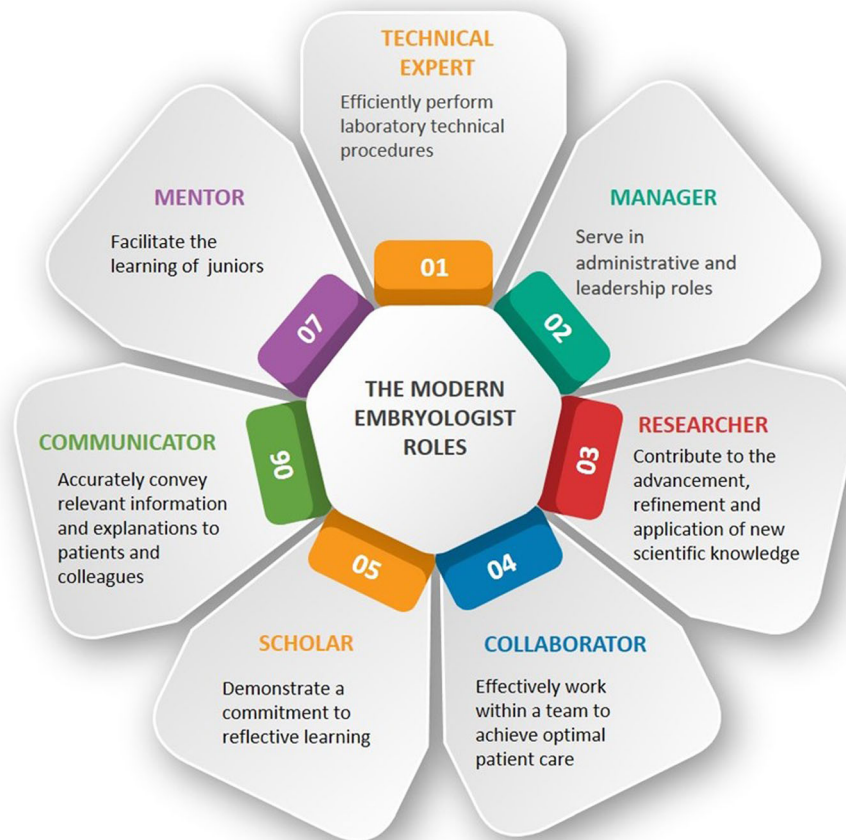 THE MODERN
EMBRYOLOGIST
ROLES
01
TECHNICAL
EXPERT
Efficiently perform
laboratory technical
procedures
02
MANAGER
Serve in
administrative and
leadership roles
03
RESEARCHER
Contribute to the
advancement,
refinement and
application of new
scientific knowledge
04
COLLABORATOR
Effectively work
within a team to
achieve optimal
patient care
05
SCHOLAR
Demonstrate a
commitment to
reflective learning
06
COMMUNICATOR
Accurately convey
relevant information
and explanations to
patients and
colleagues
07
MENTOR
Facilitate the
learning of juniors